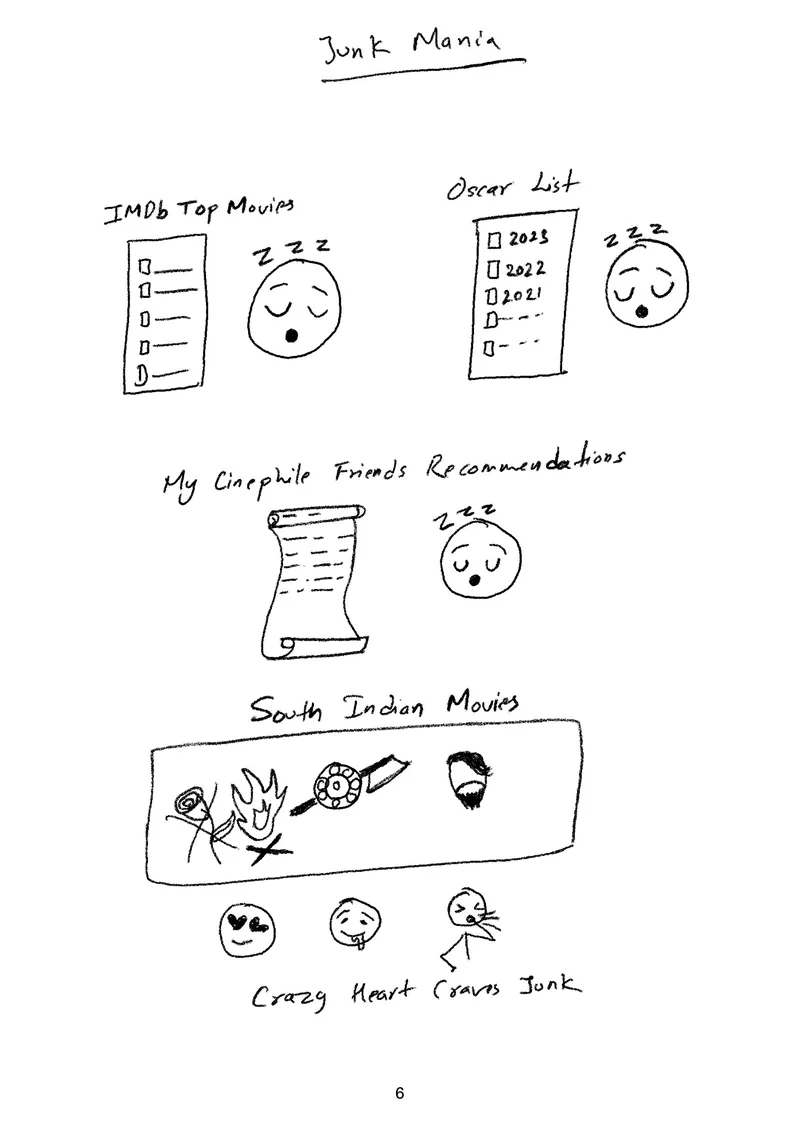 Junk Mania
IMDb Top Movies
Z Z Z
Oscar List
2023
2022
2021
Z Z Z
My Cinephile Friends Recommendations
Z Z Z
South Indian Movies
Crazy Heart Craves Junk
6